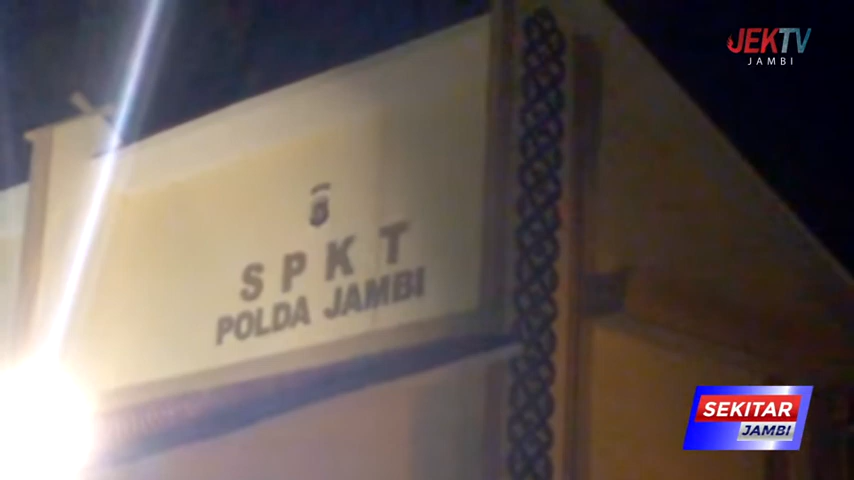 JEKTV
JAMBI
SPKT
POLDA JAMBI
SEKITAR
JAMBI